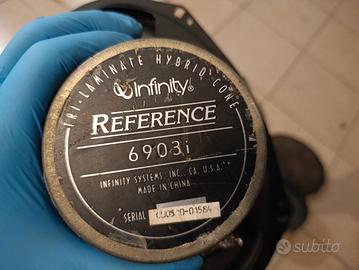 TRI-LAMINATE HYBRID CONE
Infinity®
REFERENCE
6903i
INFINITY SYSTEMS, INC., CA. U.S.A.
MADE IN CHINA
SERIAL
subito